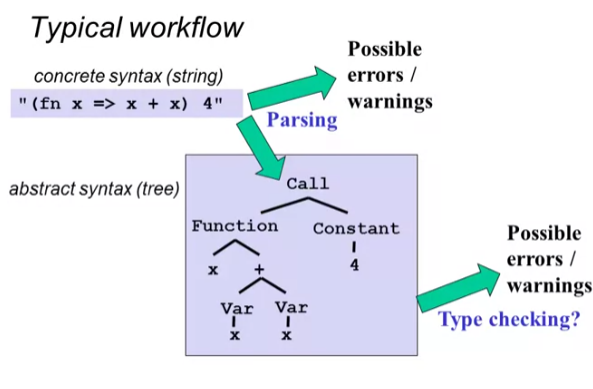 Typical workflow
concrete syntax (string)
"(fn x => x + x) 4"
Possible
errors /
warnings
Parsing
abstract syntax (tree)
Call
Function Constant
x + 4
Var Var
x x
Possible
errors /
warnings
Type checking?